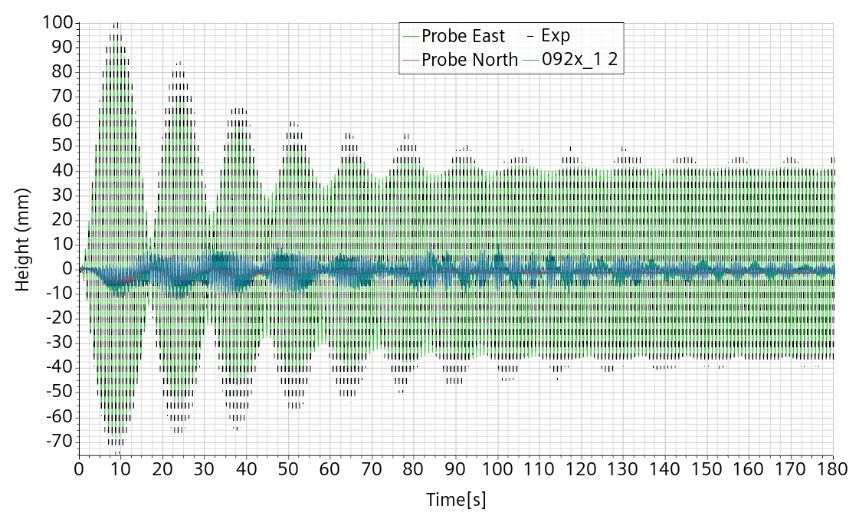 Probe East
Exp
Probe North
092x_1 2
100
90
80
70
60
50
40
30
20
10
0
-10
-20
-30
-40
-50
-60
-70
Height (mm)
0 10 20 30 40 50 60 70 80 90 100 110 120 130 140 150 160 170 180
Time[s]